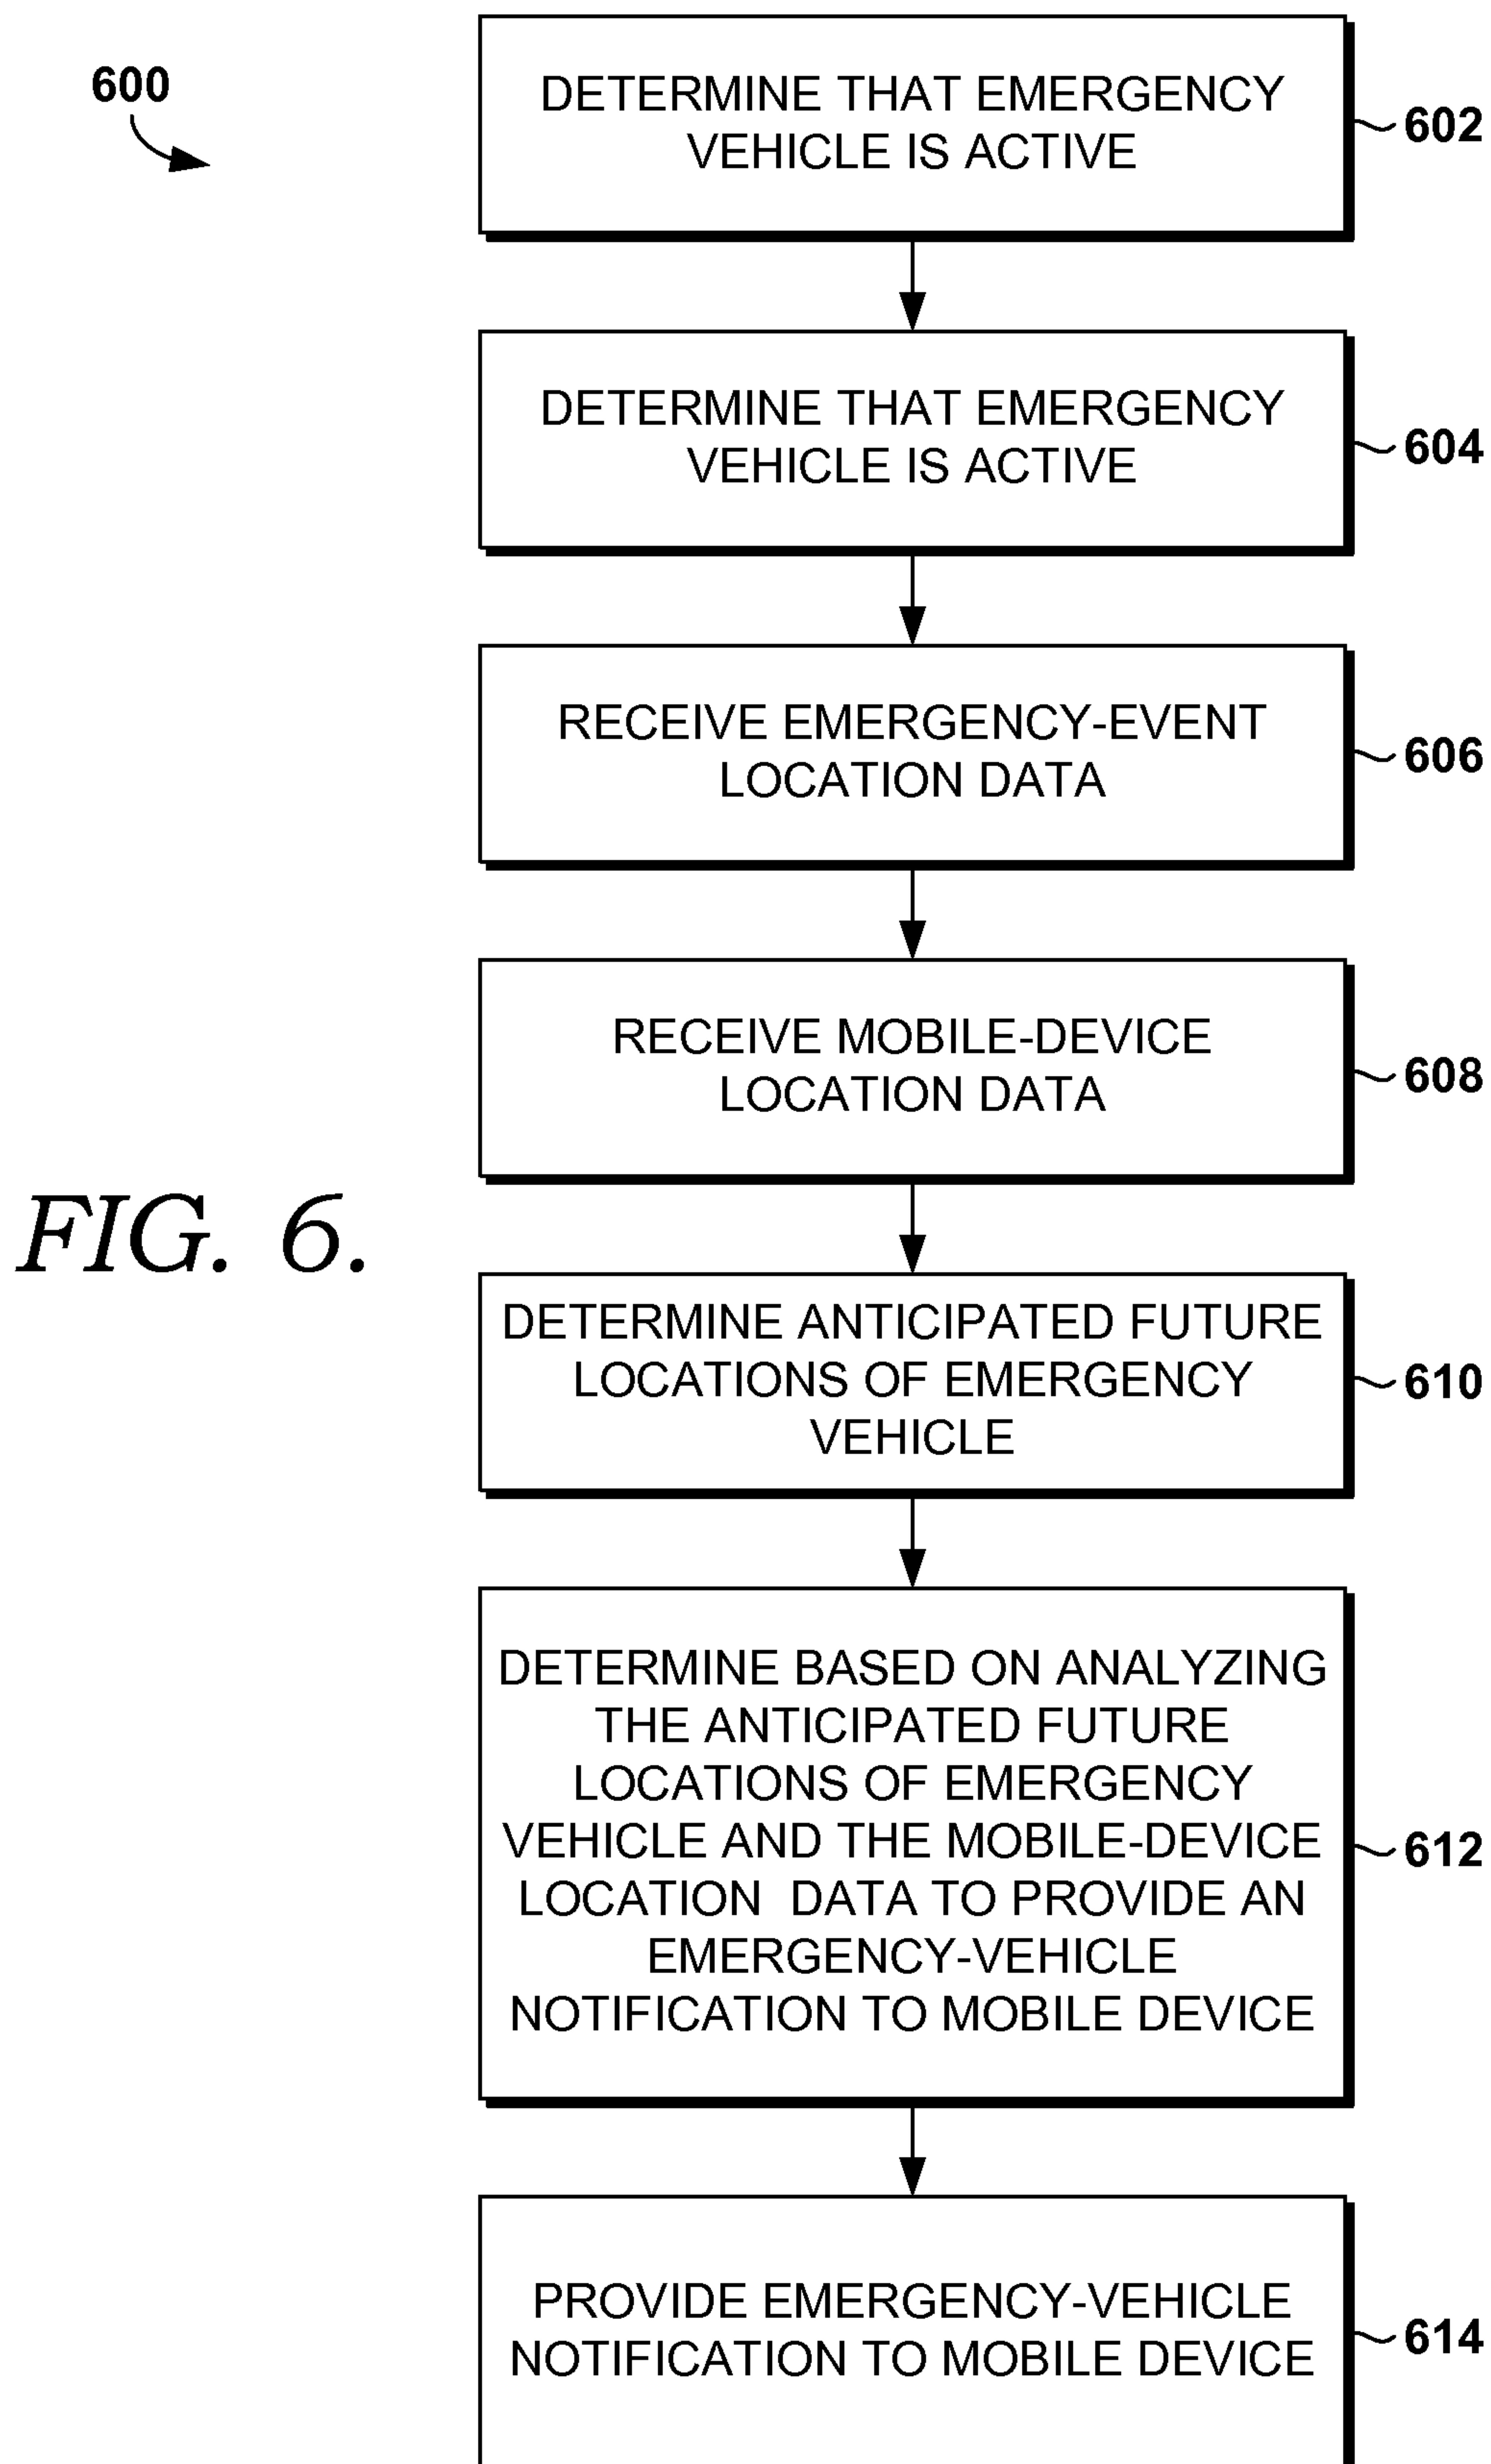 600
DETERMINE THAT EMERGENCY
VEHICLE IS ACTIVE
602
DETERMINE THAT EMERGENCY
VEHICLE IS ACTIVE
604
RECEIVE EMERGENCY-EVENT
LOCATION DATA
606
RECEIVE MOBILE-DEVICE
LOCATION DATA
608
FIG. 6.
DETERMINE ANTICIPATED FUTURE
LOCATIONS OF EMERGENCY
VEHICLE
610
DETERMINE BASED ON ANALYZING
THE ANTICIPATED FUTURE
LOCATIONS OF EMERGENCY
VEHICLE AND THE MOBILE-DEVICE
LOCATION DATA TO PROVIDE AN
EMERGENCY-VEHICLE
NOTIFICATION TO MOBILE DEVICE
612
PROVIDE EMERGENCY-VEHICLE
NOTIFICATION TO MOBILE DEVICE
614